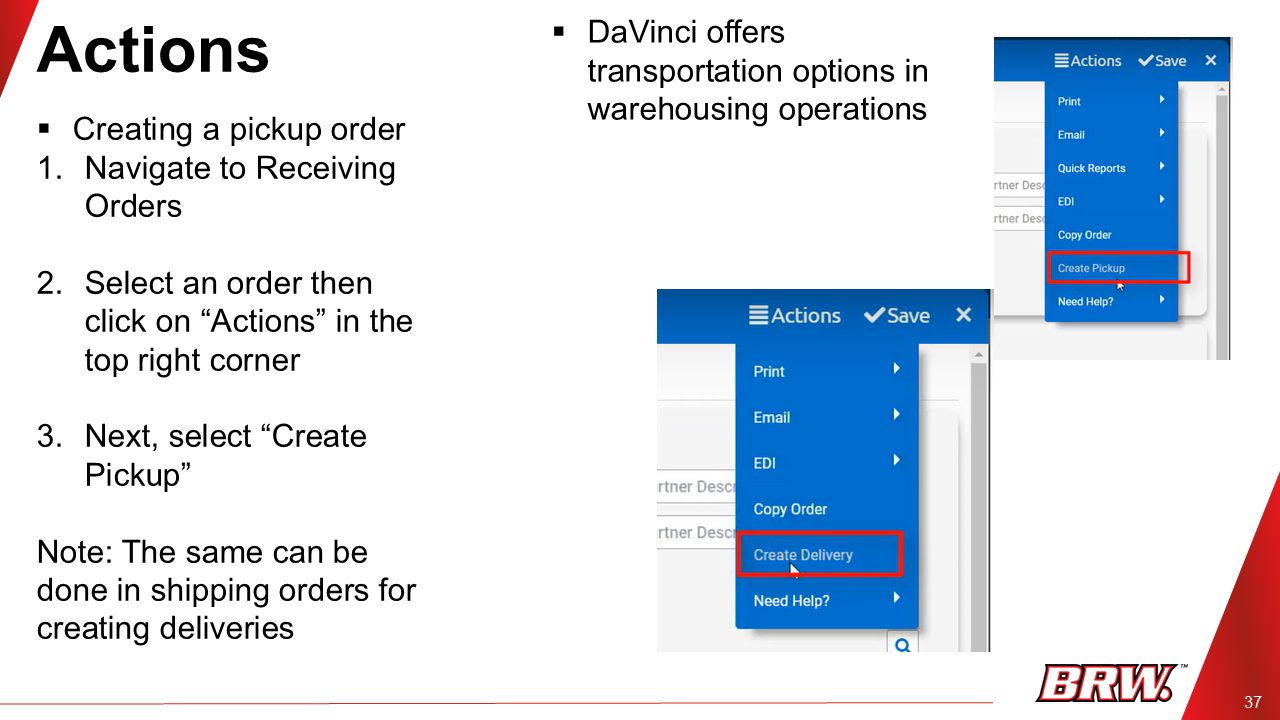 Actions
▪ Creating a pickup order
1. Navigate to Receiving
Orders
2. Select an order then
click on “Actions” in the
top right corner
3. Next, select “Create
Pickup”
Note: The same can be
done in shipping orders for
creating deliveries
▪ DaVinci offers
transportation options in
warehousing operations
Actions Save ×
Print
Email
Quick Reports
EDI
Copy Order
Create Pickup
Need Help?
rtner Desc
rtner Desc
Actions Save ×
Print
Email
EDI
Copy Order
Create Delivery
Need Help?
artner Descr
artner Descr
BRW.™
37